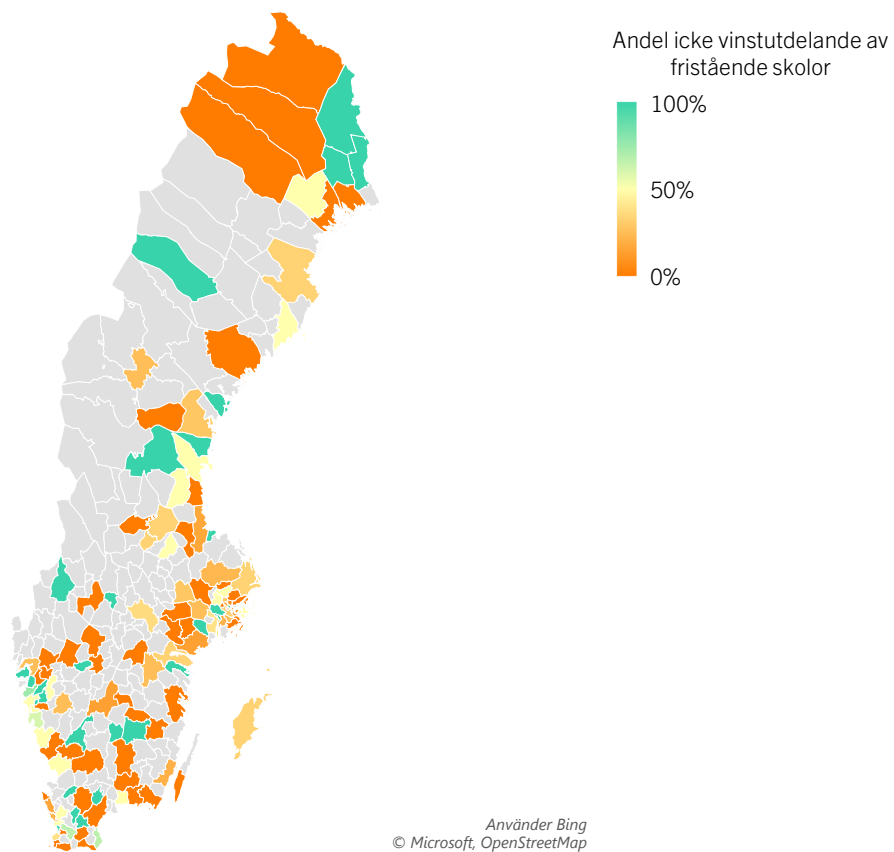 Andel icke vinstutdelande av
fristående skolor
100%
50%
0%
Använder Bing
© Microsoft, OpenStreetMap